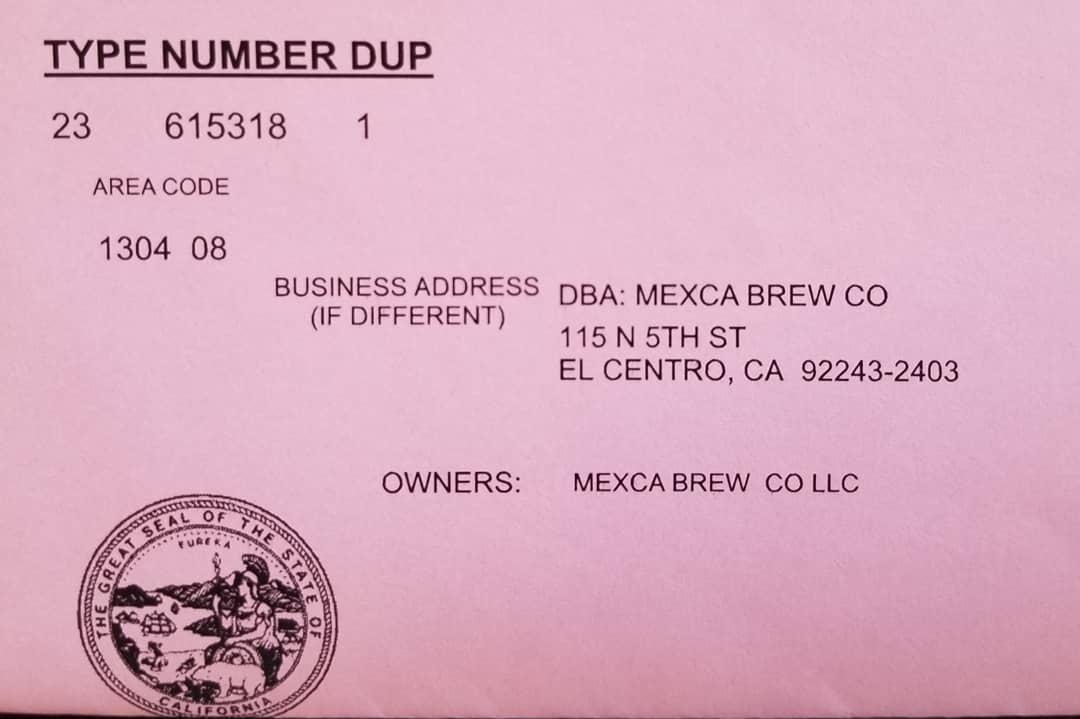 TYPE NUMBER DUP
23 615318 1
AREA CODE
1304 08
BUSINESS ADDRESS
(IF DIFFERENT)
DBA: MEXCA BREW CO
115 N 5TH ST
EL CENTRO, CA 92243-2403
OWNERS: MEXCA BREW CO LLC
THE GREAT SEAL OF THE STATE OF CALIFORNIA
EUREKA